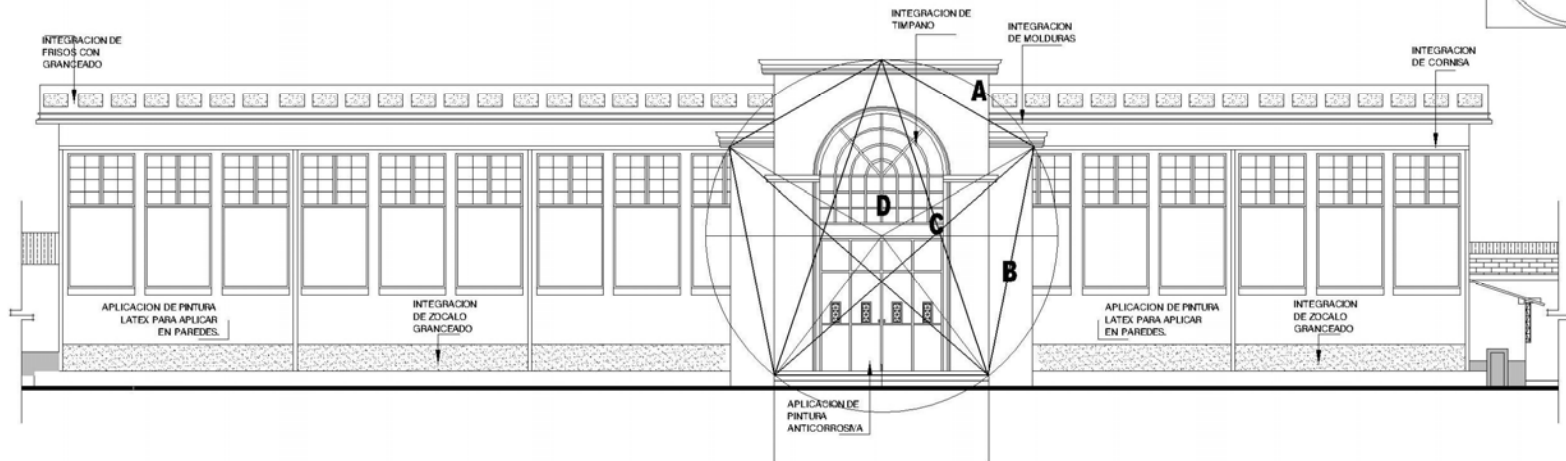 INTEGRACION DE
FRISOS CON
GRANCEADO
INTEGRACION DE
TIMPANO
INTEGRACION
DE MOLDURAS
INTEGRACION
DE CORNISA
A
D
C
B
APLICACION DE PINTURA
LATEX PARA APLICAR
EN PAREDES.
INTEGRACION
DE ZOCALO
GRANCEADO
APLICACION DE PINTURA
LATEX PARA APLICAR
EN PAREDES.
INTEGRACION
DE ZOCALO
GRANCEADO
APLICACION DE
PINTURA
ANTICORROSIVA